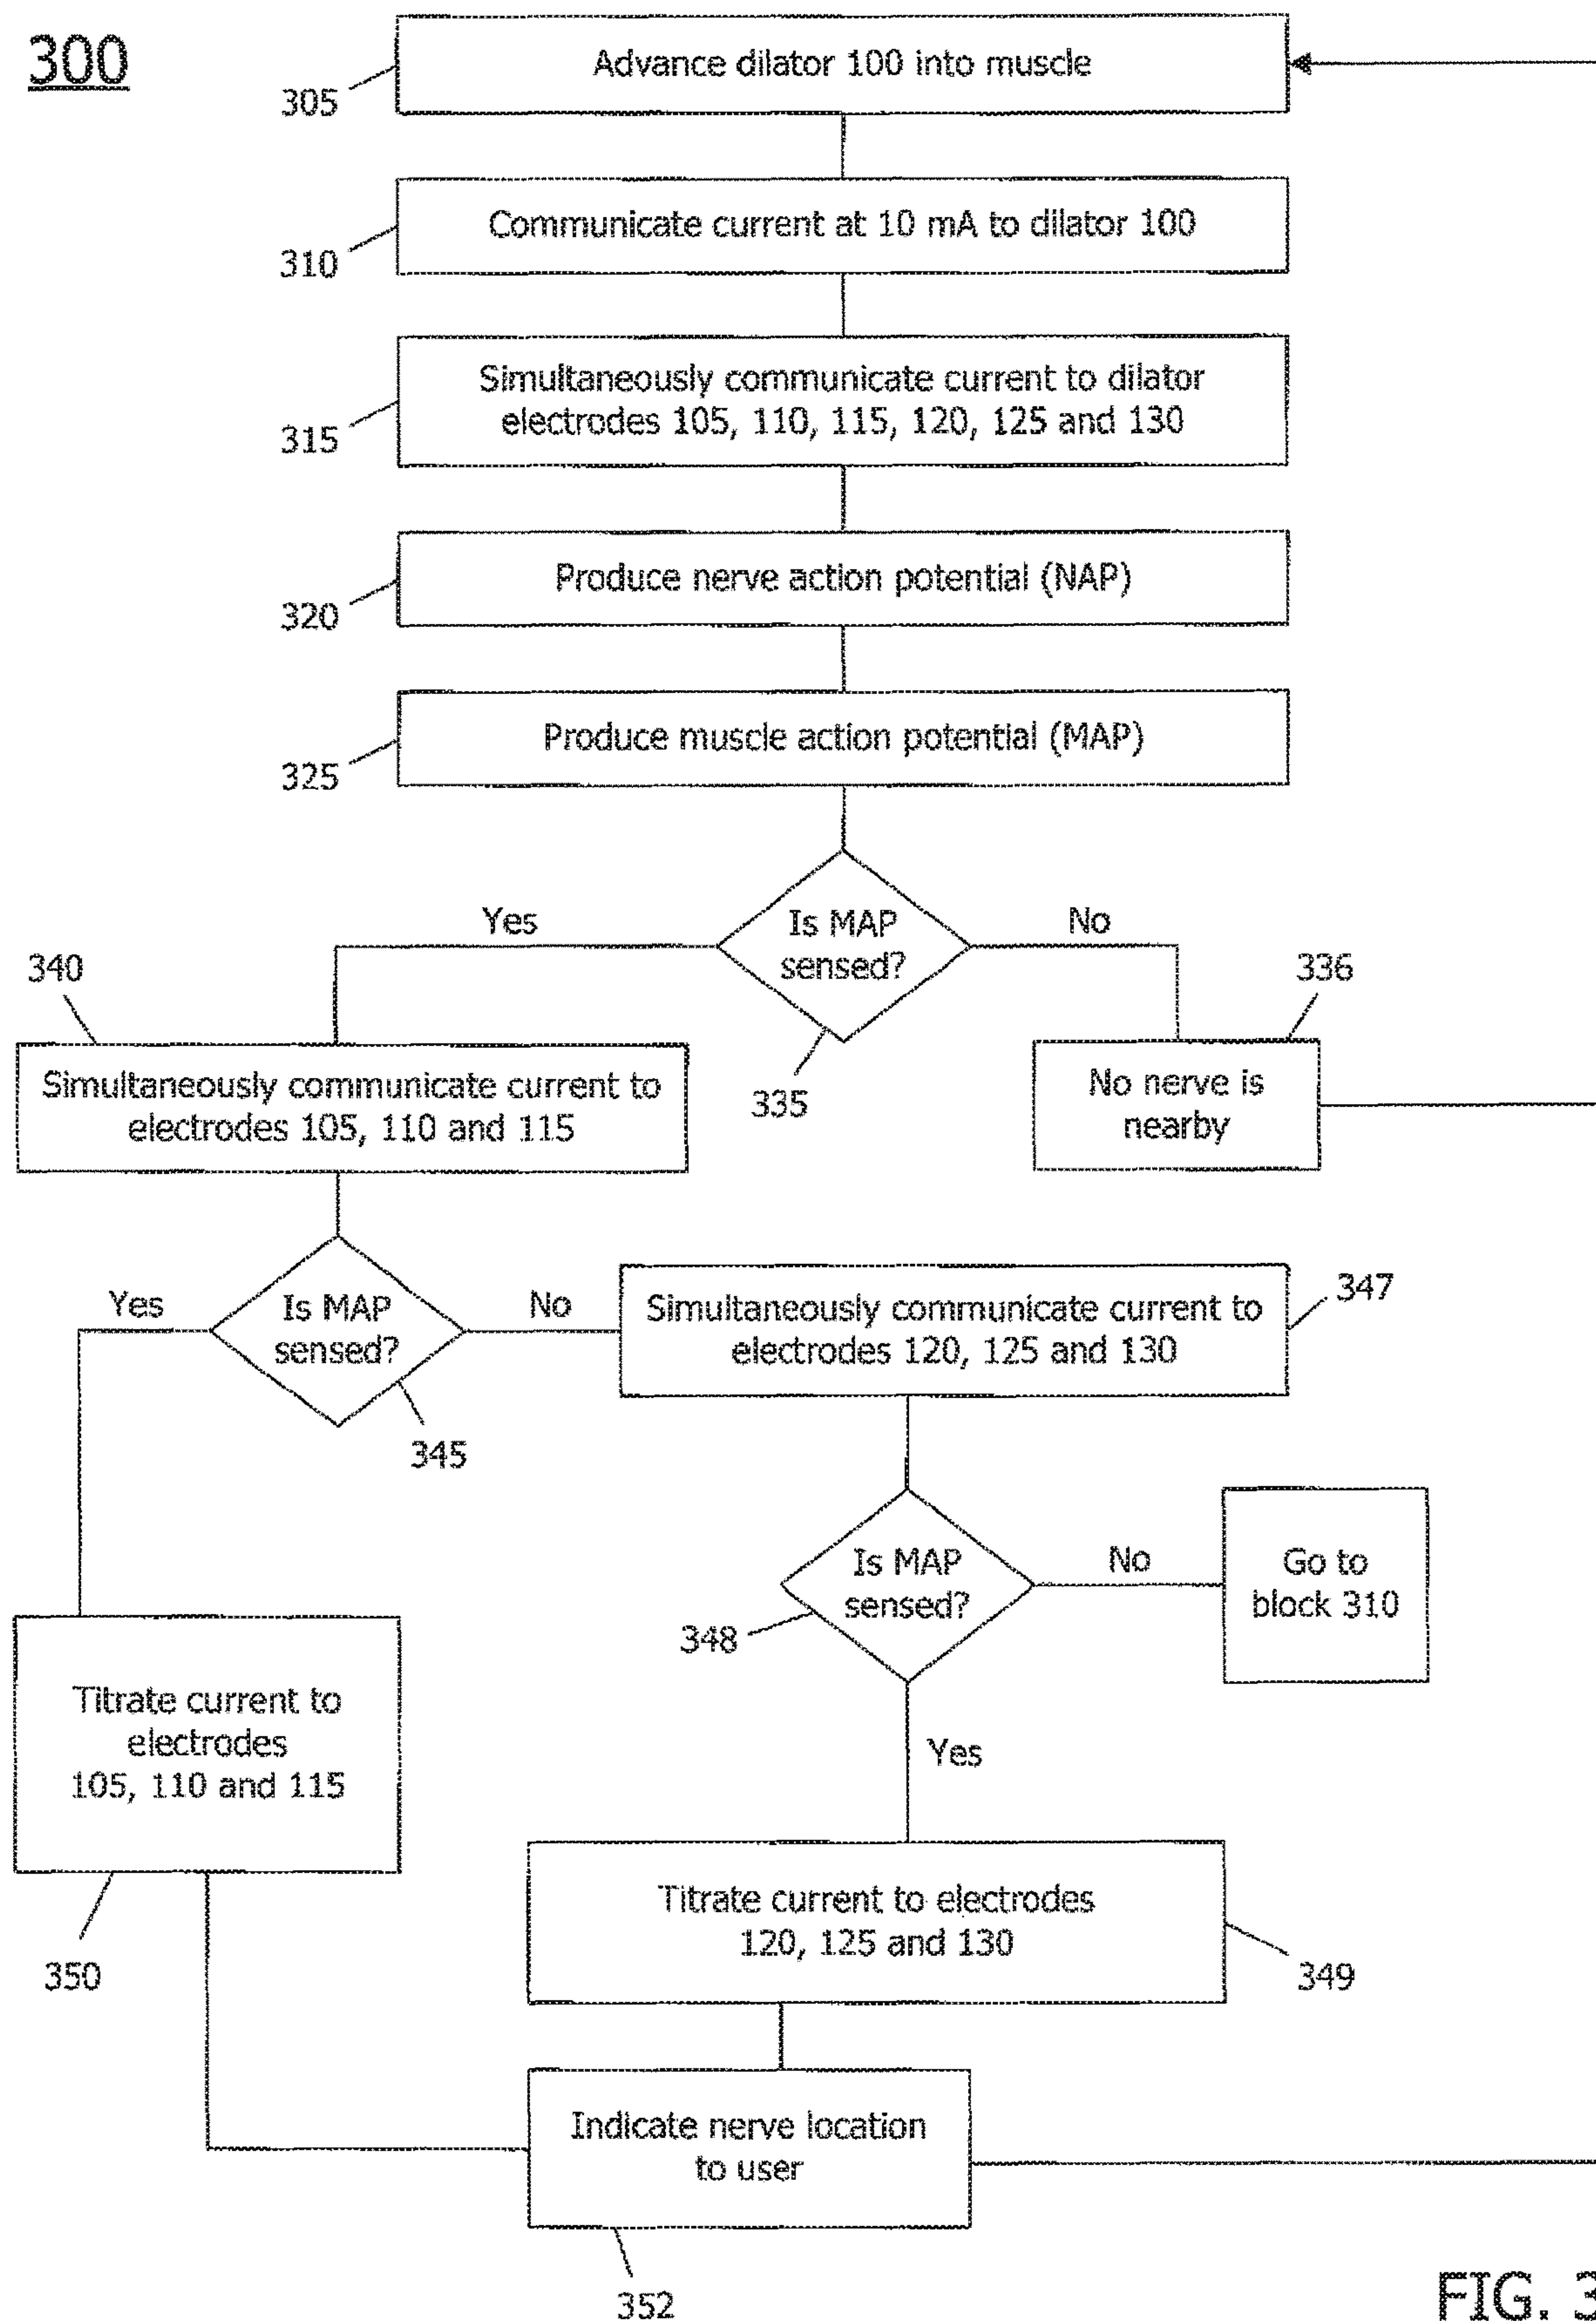 300
Advance dilator 100 into muscle
305
Communicate current at 10 mA to dilator 100
310
Simultaneously communicate current to dilator
electrodes 105, 110, 115, 120, 125 and 130
315
Produce nerve action potential (NAP)
320
Produce muscle action potential (MAP)
325
Yes
Is MAP
sensed?
No
335
340
336
Simultaneously communicate current to
electrodes 105, 110 and 115
No nerve is
nearby
Yes
Is MAP
sensed?
No
345
Simultaneously communicate current to
electrodes 120, 125 and 130
347
Is MAP
sensed?
No
348
Go to
block 310
Yes
Titrate current to
electrodes
105, 110 and 115
350
Titrate current to electrodes
120, 125 and 130
349
Indicate nerve location
to user
352
FIG. 3